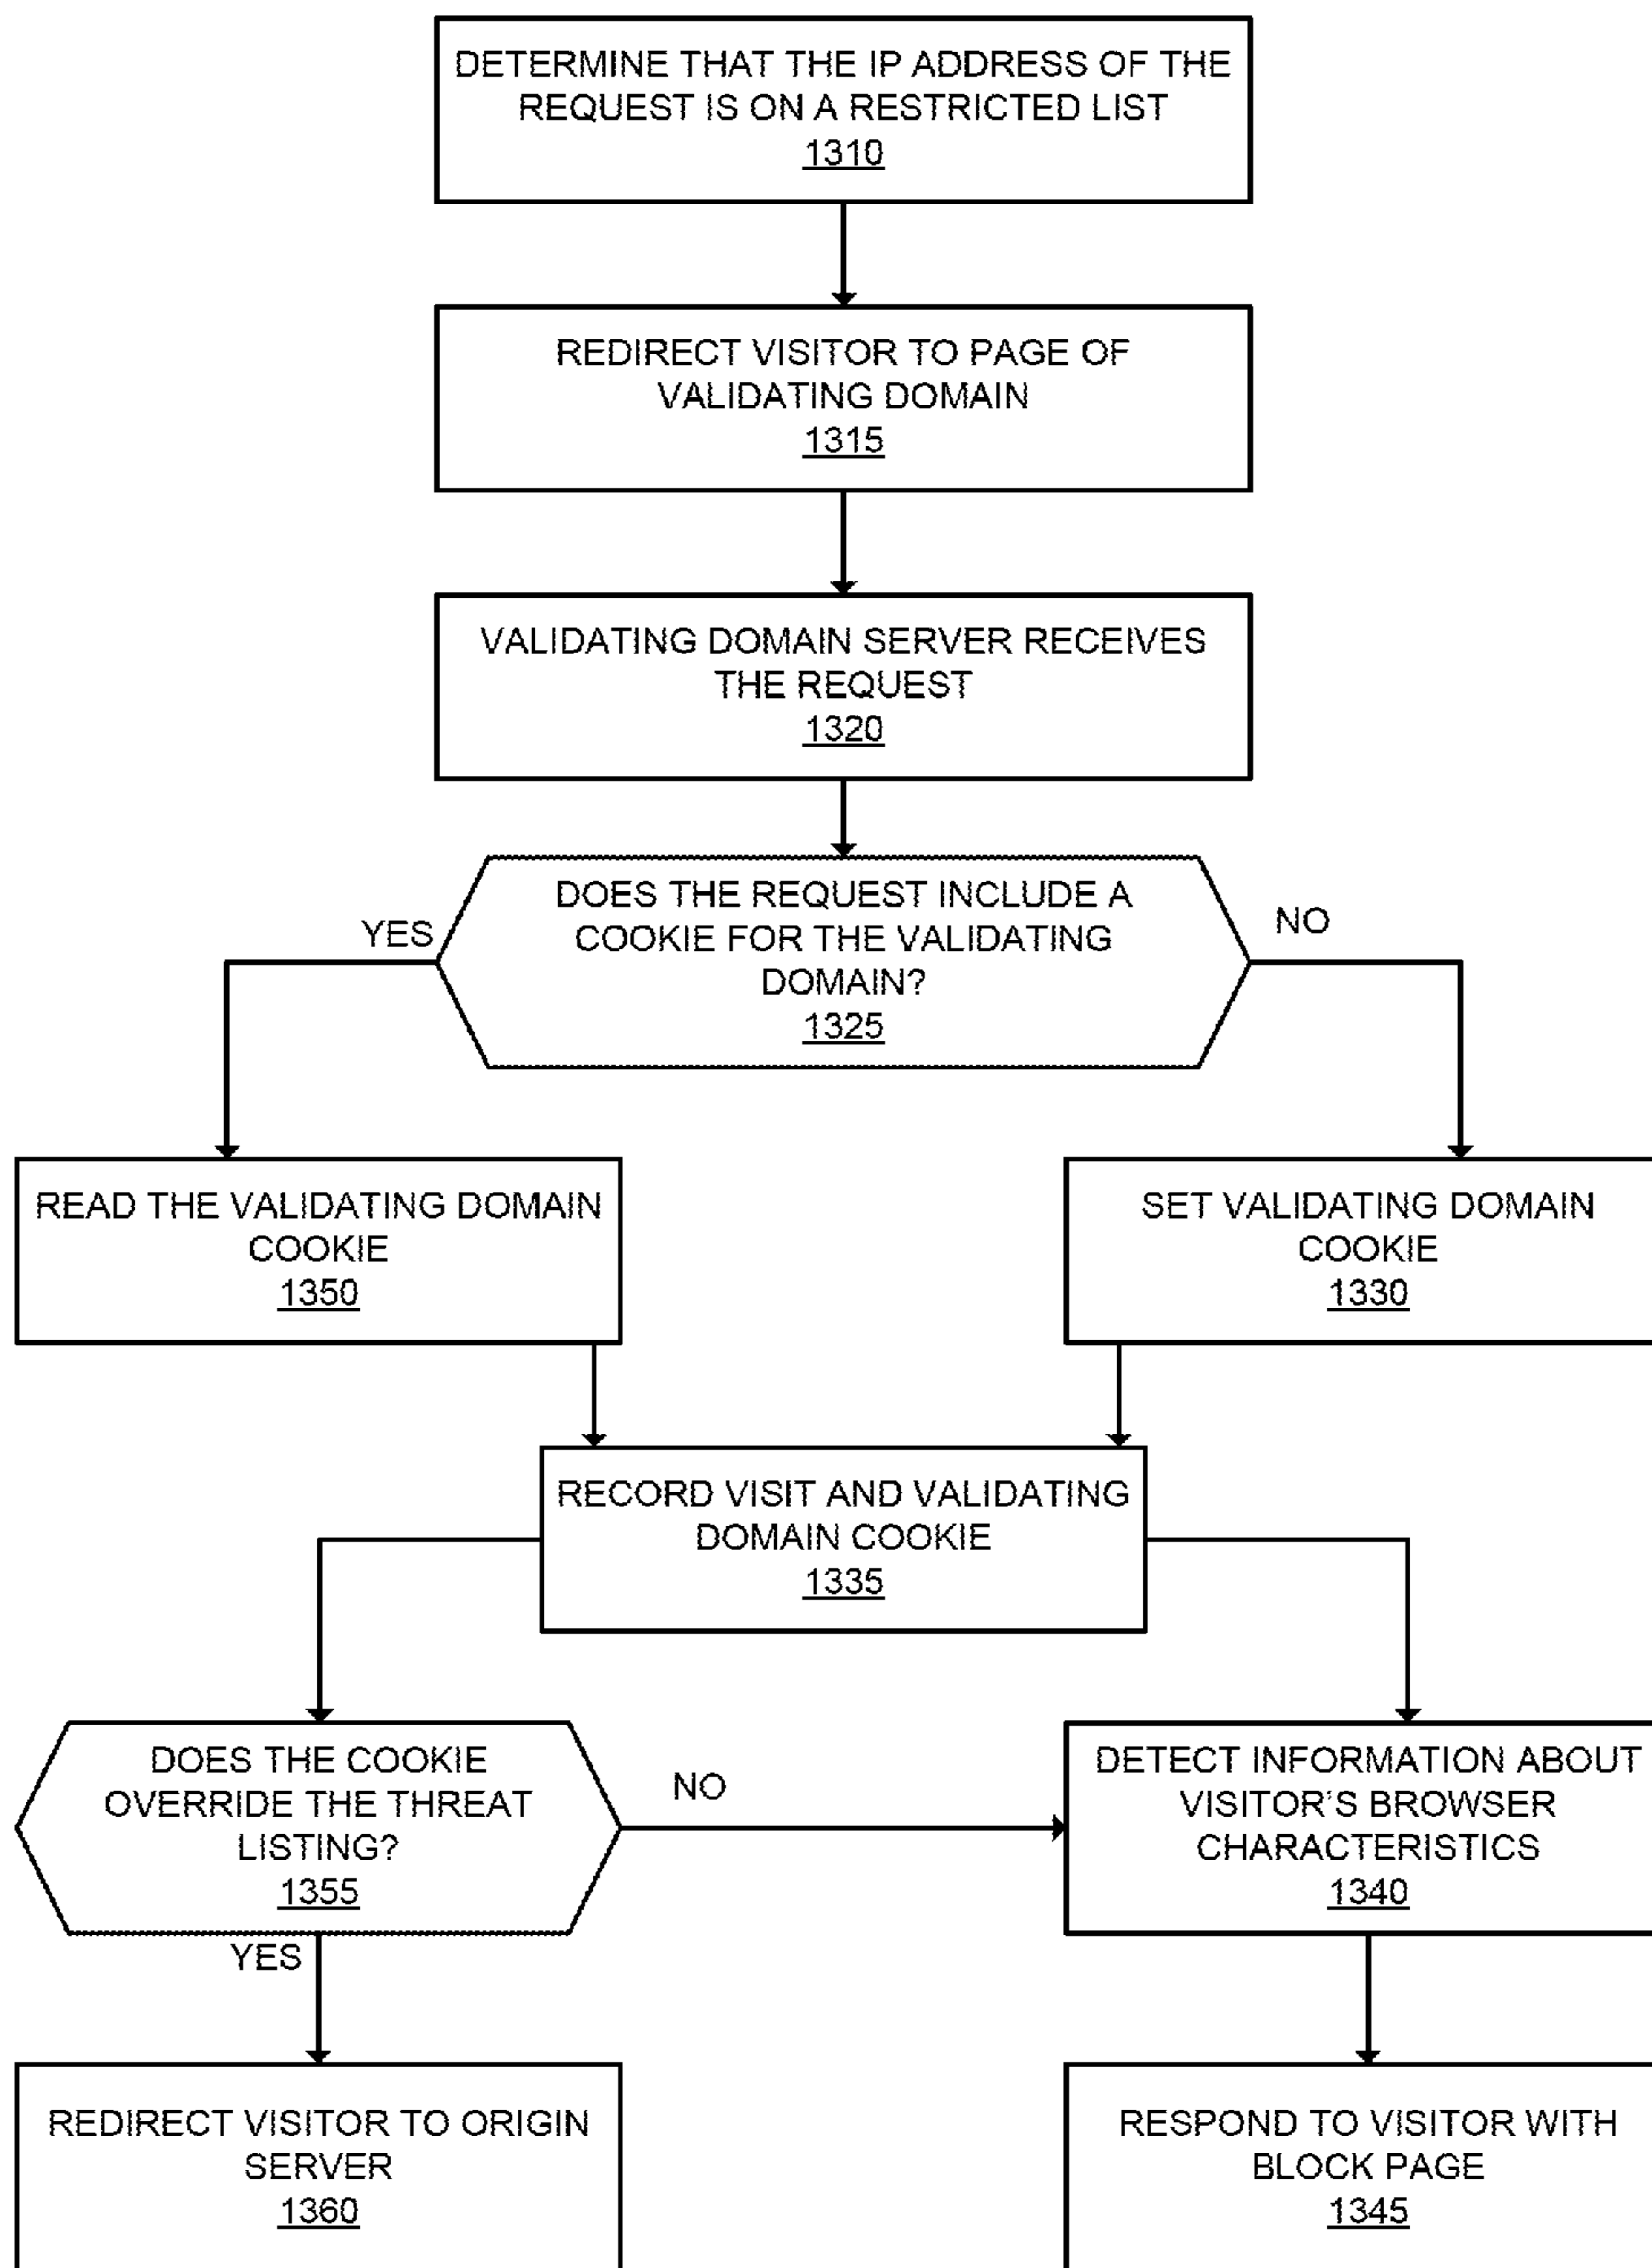 DETERMINE THAT THE IP ADDRESS OF THE
REQUEST IS ON A RESTRICTED LIST
1310
REDIRECT VISITOR TO PAGE OF
VALIDATING DOMAIN
1315
VALIDATING DOMAIN SERVER RECEIVES
THE REQUEST
1320
DOES THE REQUEST INCLUDE A
COOKIE FOR THE VALIDATING
DOMAIN?
1325
YES
NO
READ THE VALIDATING DOMAIN
COOKIE
1350
SET VALIDATING DOMAIN
COOKIE
1330
RECORD VISIT AND VALIDATING
DOMAIN COOKIE
1335
DOES THE COOKIE
OVERRIDE THE THREAT
LISTING?
1355
NO
YES
DETECT INFORMATION ABOUT
VISITOR'S BROWSER
CHARACTERISTICS
1340
REDIRECT VISITOR TO ORIGIN
SERVER
1360
RESPOND TO VISITOR WITH
BLOCK PAGE
1345